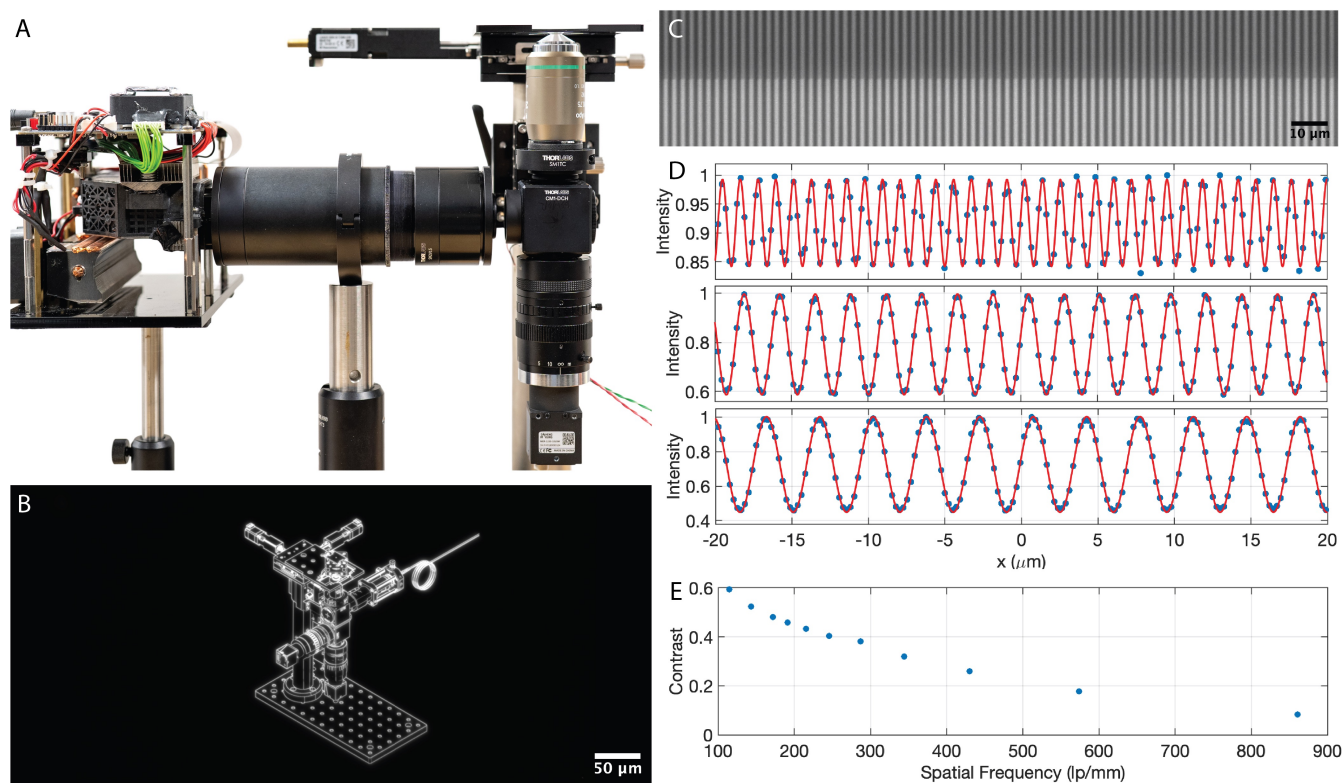 A
THORLABS
SM1TC
THORLABS
CM1-DCH
5 10 ∞
B
50 μm
C
10 μm
D
1
0.95
0.9
0.85
Intensity
1
0.8
0.6
Intensity
1
0.8
0.6
0.4
Intensity
-20 -15 -10 -5 0 5 10 15 20
x (μm)
E
0.6
0.4
0.2
0
Contrast
100 200 300 400 500 600 700 800 900
Spatial Frequency (lp/mm)